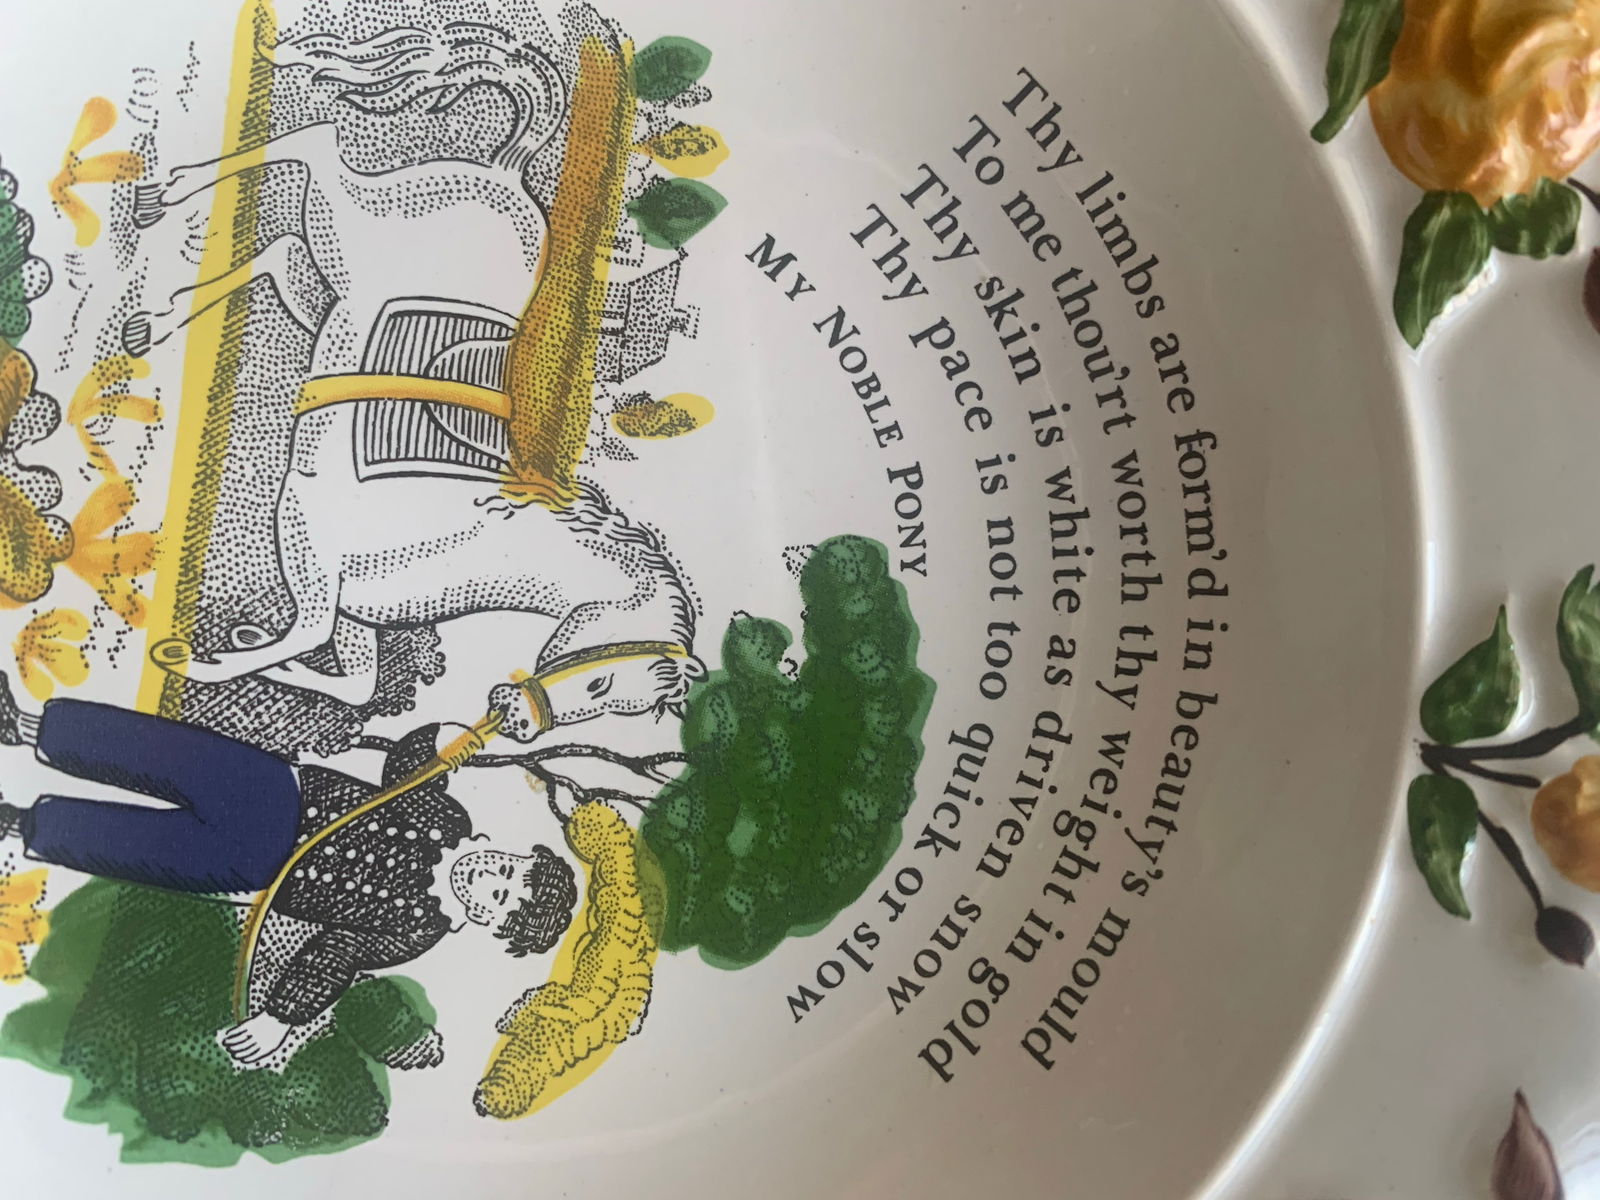 Thy limbs are form'd in beauty's mould
To me thou'rt worth thy weight in gold
Thy skin is white as driven snow
Thy pace is not too quick or slow
MY NOBLE PONY